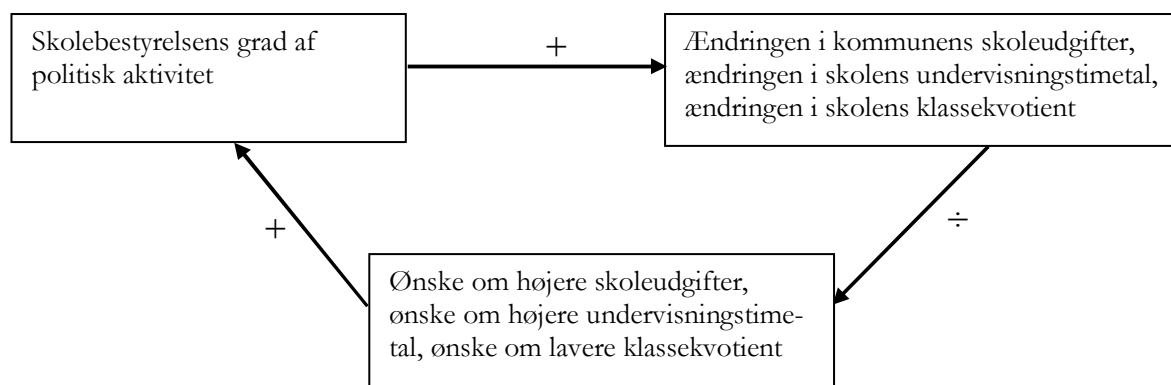 Skolebestyrelsens grad af
politisk aktivitet
+
Ændringen i kommunens skoleudgifter,
ændringen i skolens undervisningstimetal,
ændringen i skolens klassekvotient
+
÷
Ønske om højere skoleudgifter,
ønske om højere undervisningstime-
tal, ønske om lavere klassekvotient